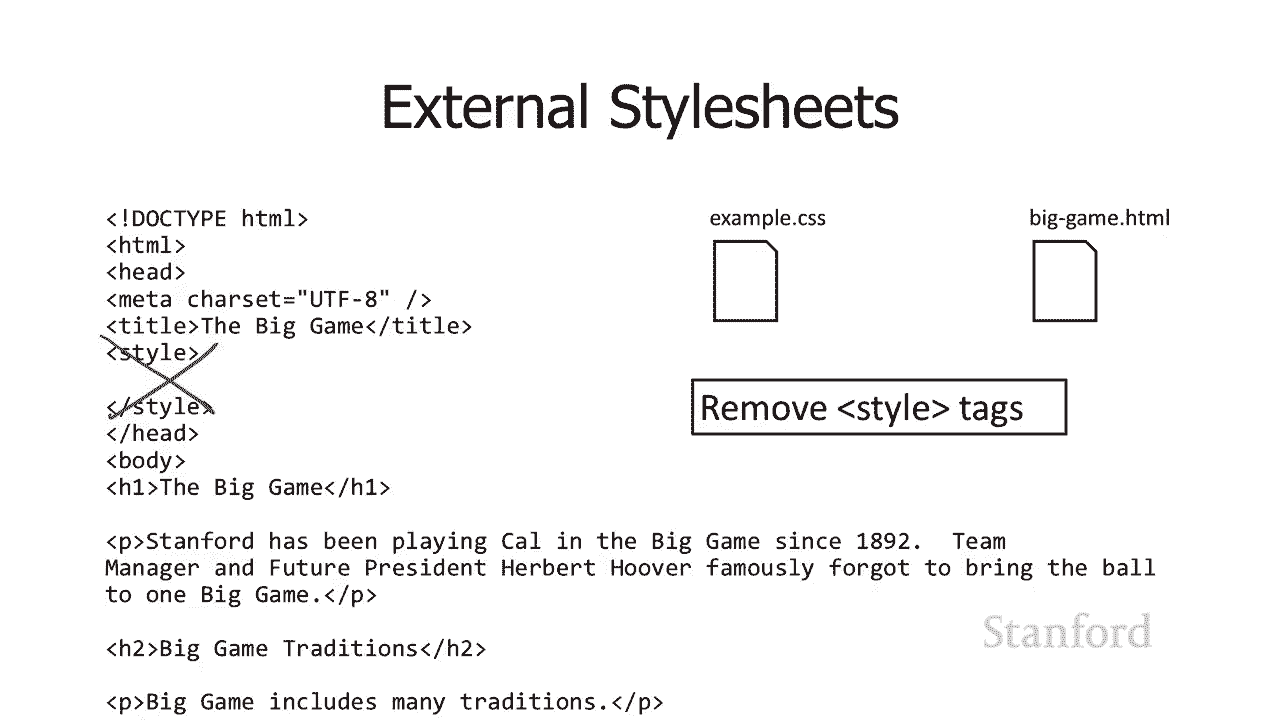 External Stylesheets
<!DOCTYPE html>
<html>
<head>
<meta charset="UTF-8" />
<title>The Big Game</title>
<style>
</style>
</head>
<body>
<h1>The Big Game</h1>
<p>Stanford has been playing Cal in the Big Game since 1892.  Team
Manager and Future President Herbert Hoover famously forgot to bring the ball
to one Big Game.</p>
<h2>Big Game Traditions</h2>
<p>Big Game includes many traditions.</p>
example.css
big-game.html
Remove <style> tags
Stanford